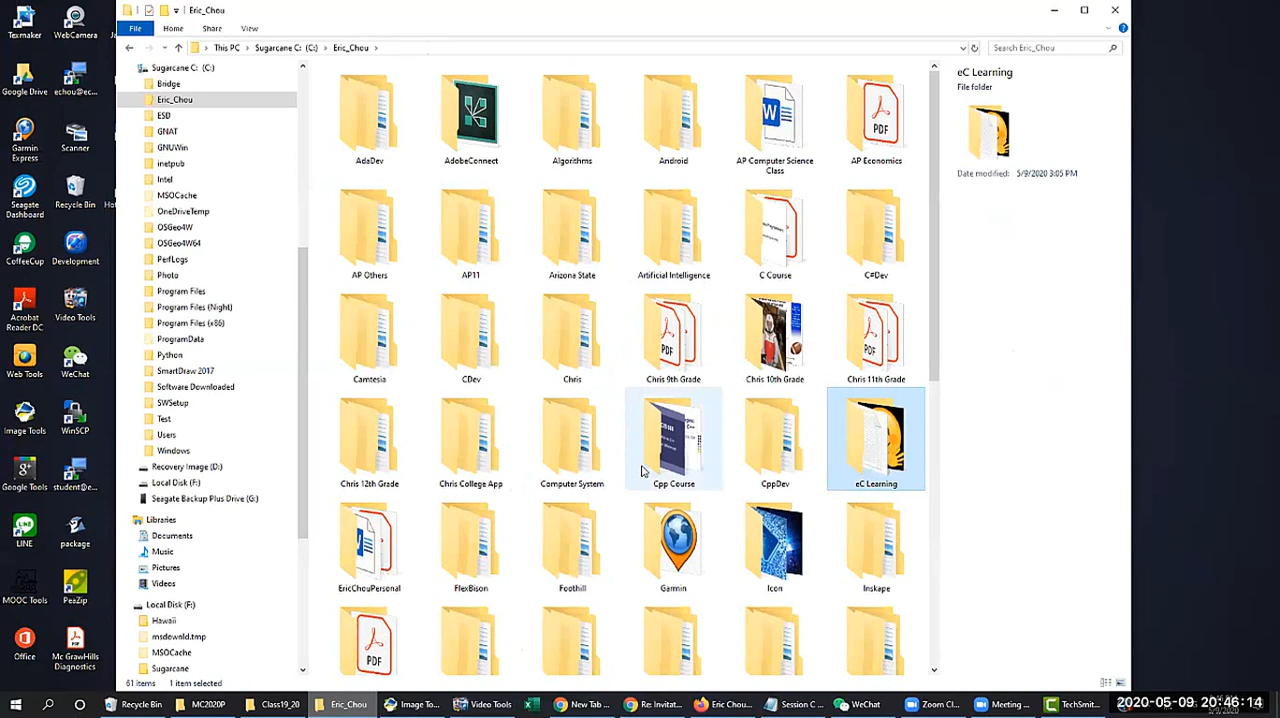 Eric_Chou
File Home Share View
This PC > Sugarcane C: (C:) > Eric_Chou >
Search Eric_Chou
Texmaker
WebCamera
Google Drive
echou@ec...
Garmin Express
Scanner
Seagate Dashboard
Recycle Bin
CoffeeCup
Development
Acrobat Reader DC
Video Tools
Web Tools
WeChat
Image Tools
WinSCP
Google Tools
student@e...
LINE
package
MOOC Tools
PeaZip
Office
Mc GrawHills Diagnostics
Sugarcane C: (C:)
Bridge
Eric_Chou
ESD
GNAT
GNUWin
inetpub
Intel
MSOCache
OneDriveTemp
OSGeo4W
OSGeo4W64
PerfLogs
Photo
Program Files
Program Files (Night)
Program Files (x86)
ProgramData
Python
SmartDraw 2017
Software Downloaded
SWSetup
Test
Users
Windows
Recovery Image (D:)
Local Disk (F:)
Seagate Backup Plus Drive (G:)
Libraries
Documents
Music
Pictures
Videos
Local Disk (F:)
Hawaii
msdownld.tmp
MSOCache
Sugarcane
AdaDev
AdobeConnect
Algorithms
Android
AP Computer Science Class
AP Economics
AP Others
AP11
Arizona State
Artificial Intelligence
C Course
C#Dev
Camtesia
CDev
Chris
Chris 9th Grade
Chris 10th Grade
Chris 11th Grade
Chris 12th Grade
Chris College App
Computer System
Cpp Course
CppDev
eC Learning
EricChouPersonal
FlexBison
Foothill
Garmin
Icon
Inskape
PDF
PDF
PDF
PDF
eC Learning
File folder
Date modified: 5/9/2020 3:05 PM
61 items 1 item selected
Recycle Bin
MC2020P
Class19_20
Eric_Chou
Image To...
Video Tools
New Tab ...
Re: Invitat...
Eric Chou...
Session C ...
WeChat
Zoom Cl...
Meeting ...
TechSmit...
2020-05-09 20:46:14